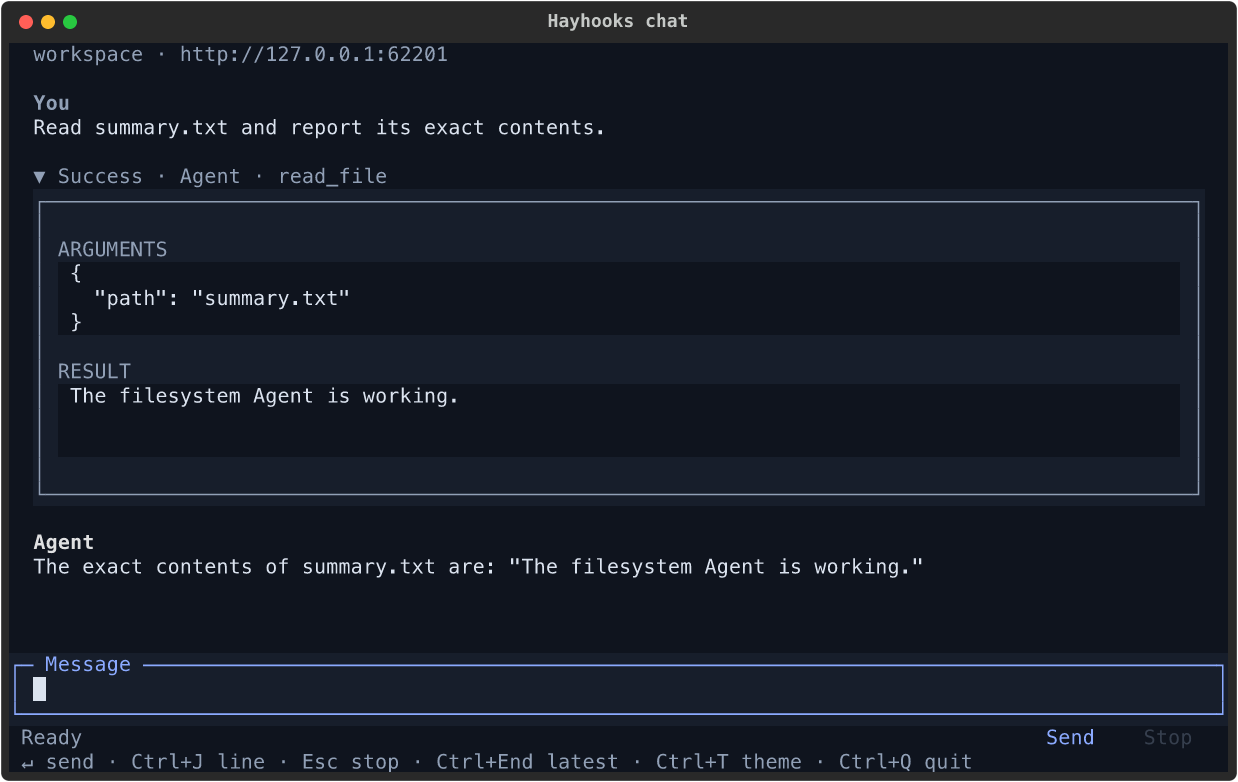 Hayhooks chat
workspace · http://127.0.0.1:62201
You
Read summary.txt and report its exact contents.
▼ Success · Agent · read_file
ARGUMENTS
{
  "path": "summary.txt"
}
RESULT
The filesystem Agent is working.
Agent
The exact contents of summary.txt are: "The filesystem Agent is working."
Message
Ready Send Stop
↵ send · Ctrl+J line · Esc stop · Ctrl+End latest · Ctrl+T theme · Ctrl+Q quit